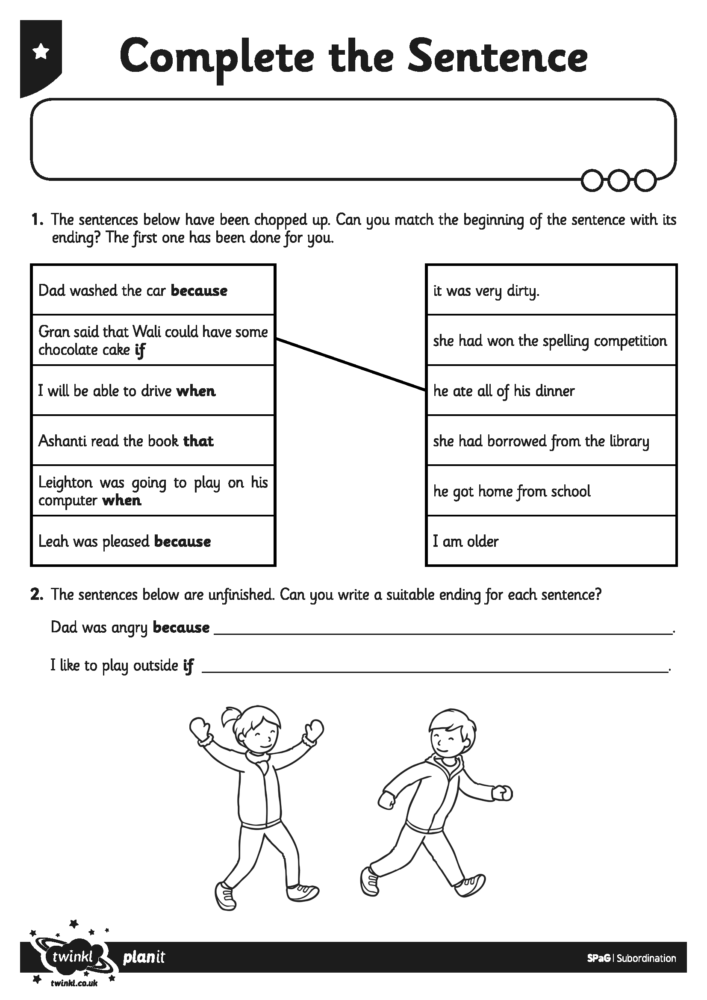 Complete the Sentence
1. The sentences below have been chopped up. Can you match the beginning of the sentence with its
ending? The first one has been done for you.
Dad washed the car because
Gran said that Wali could have some
chocolate cake if
I will be able to drive when
Ashanti read the book that
Leighton was going to play on his
computer when
Leah was pleased because
it was very dirty.
she had won the spelling competition
he ate all of his dinner
she had borrowed from the library
he got home from school
I am older
2. The sentences below are unfinished. Can you write a suitable ending for each sentence?
Dad was angry because ______________________________.
I like to play outside if ______________________________.
twinkl
planit
SPaG | Subordination
twinkl.co.uk